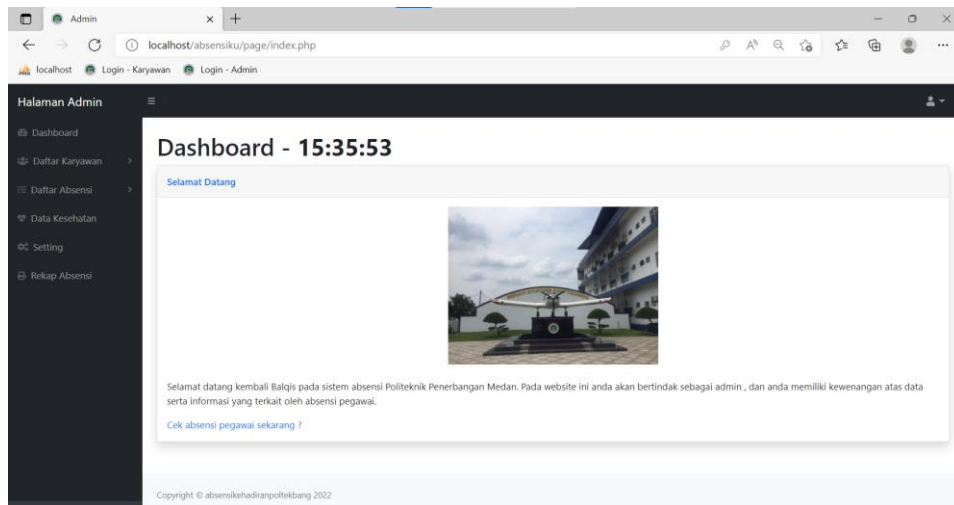 Admin
localhost/absensiku/page/index.php
localhost Login - Karyawan Login - Admin
Halaman Admin
Dashboard
Daftar Karyawan
Daftar Absensi
Data Kesehatan
Setting
Rekap Absensi
Dashboard - 15:35:53
Selamat Datang
Selamat datang kembali Balqis pada sistem absensi Politeknik Penerbangan Medan. Pada website ini anda akan bertindak sebagai admin , dan anda memiliki kewenangan atas data
serta informasi yang terkait oleh absensi pegawai.
Cek absensi pegawai sekarang ?
Copyright © absensikehadiranpoltekbang 2022